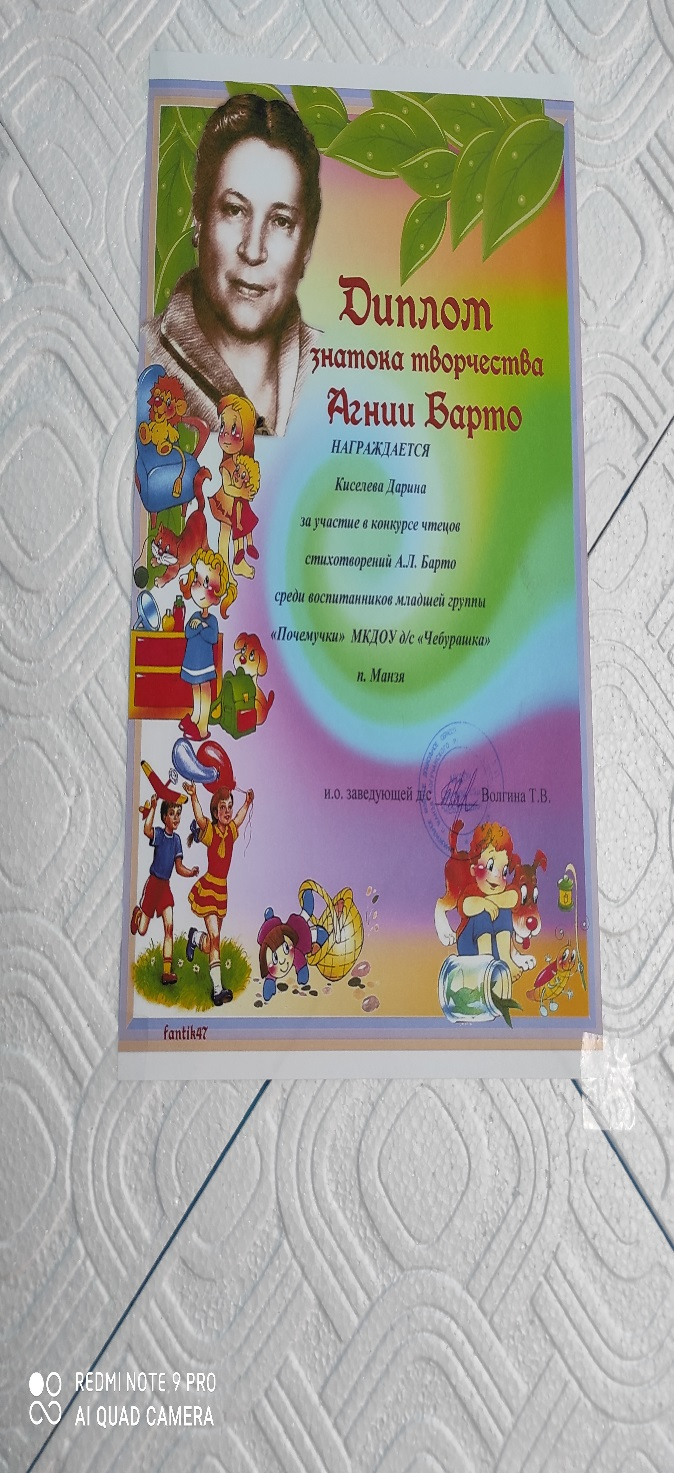 Диплом
знатока творчества
Агнии Барто
НАГРАЖДАЕТСЯ
Киселева Дарина
за участие в конкурсе чтецов
стихотворений А.Л. Барто
среди воспитанников младшей группы
«Почемучки» МКДОУ д/с «Чебурашка»
п. Манзя
и.о. заведующей д/с Волгина Т.В.
fantik47
REDMI NOTE 9 PRO
AI QUAD CAMERA